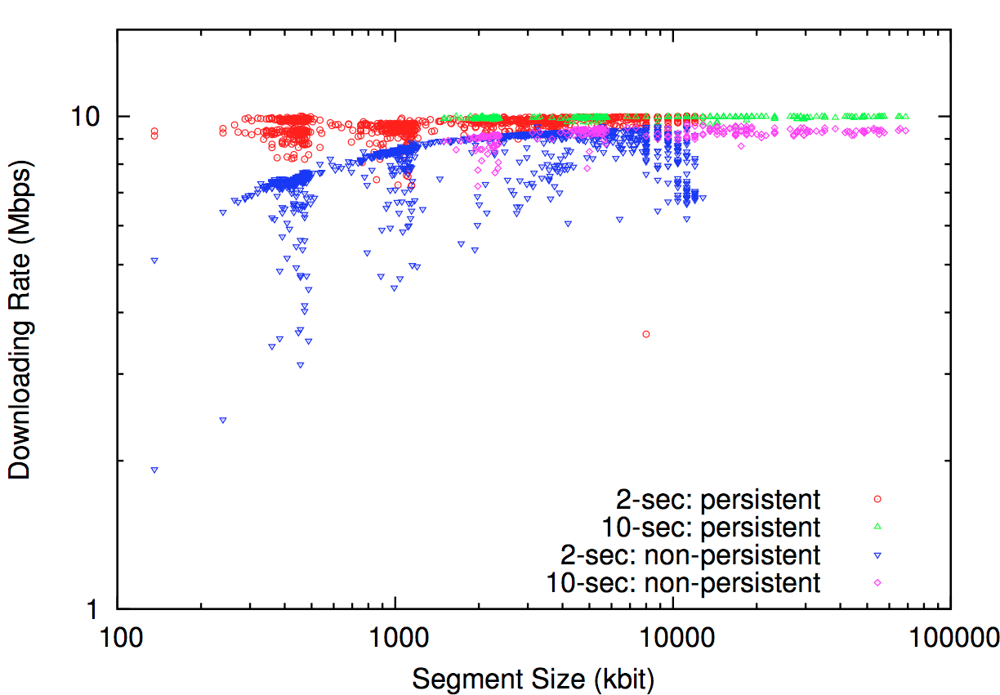 10
1
100
1000
10000
100000
Downloading Rate (Mbps)
Segment Size (kbit)
2-sec: persistent
10-sec: persistent
2-sec: non-persistent
10-sec: non-persistent